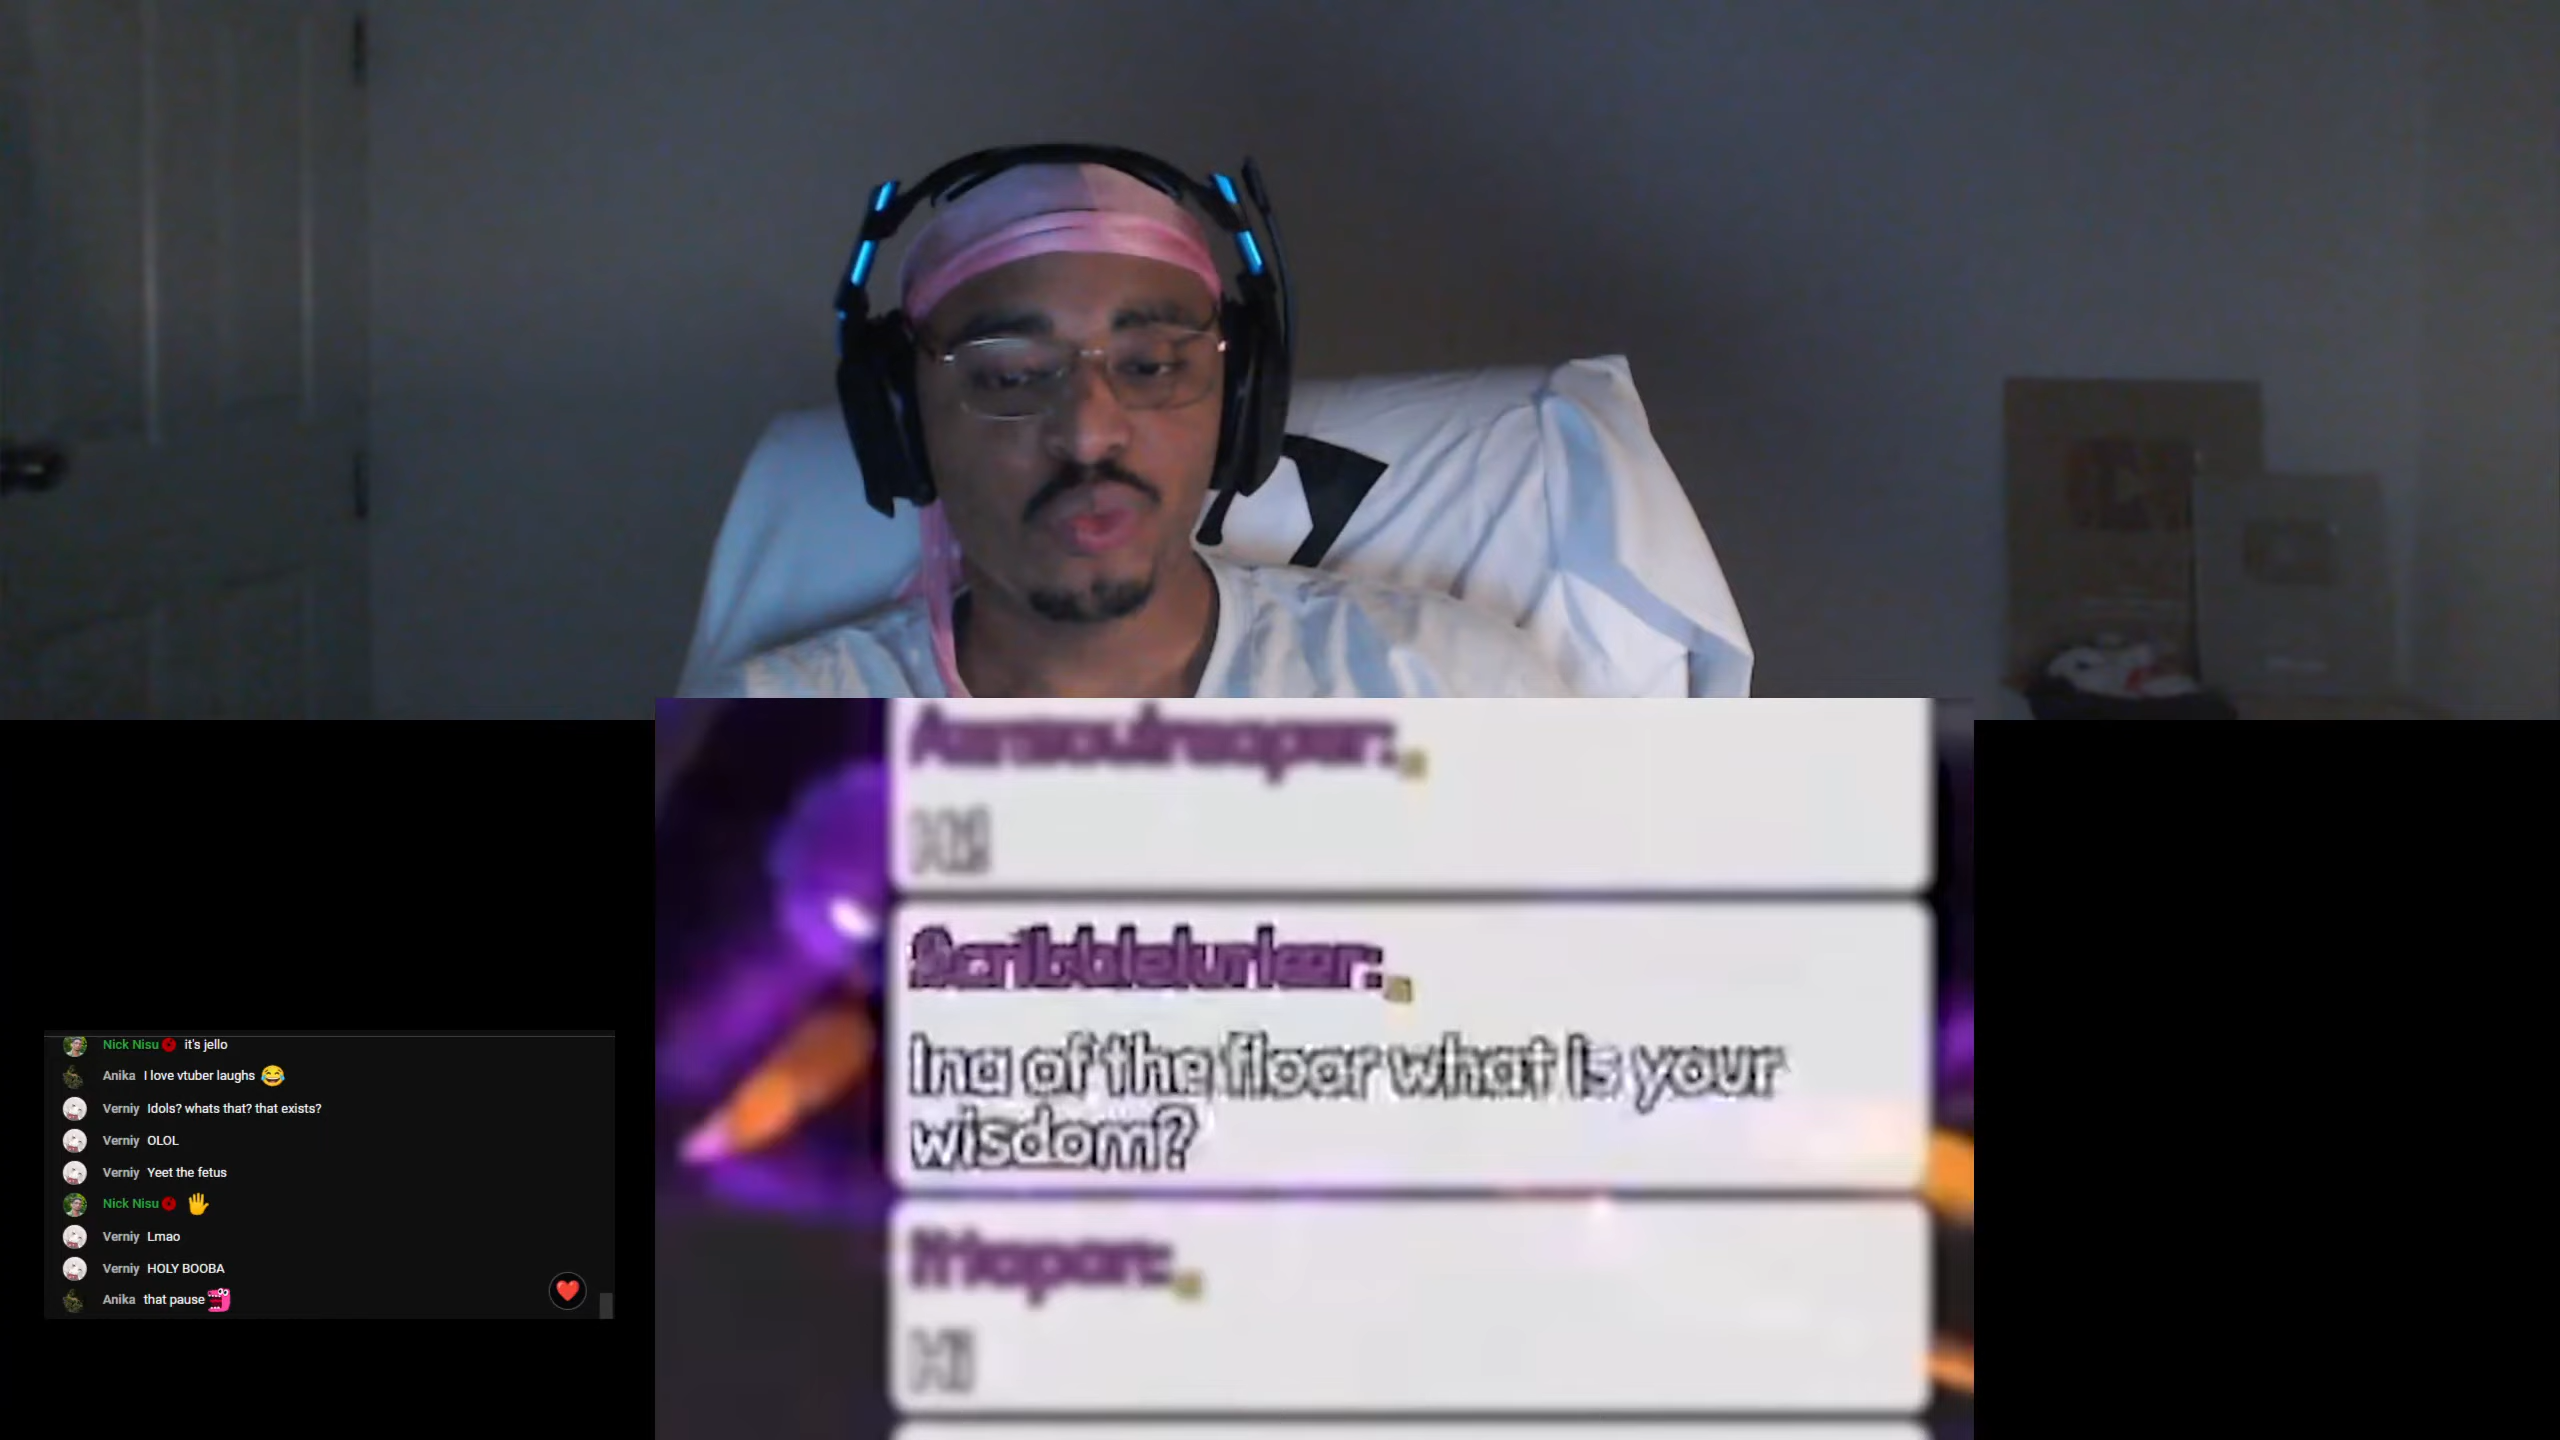 Hi!
Scribblelurker:
Ina of the floor what is your
wisdom?
Hi
Nick Nisu it's jello
Anika I love vtuber laughs 😂
Verniy Idols? whats that? that exists?
Verniy OLOL
Verniy Yeet the fetus
Nick Nisu 🖐
Verniy Lmao
Verniy HOLY BOOBA
Anika that pause